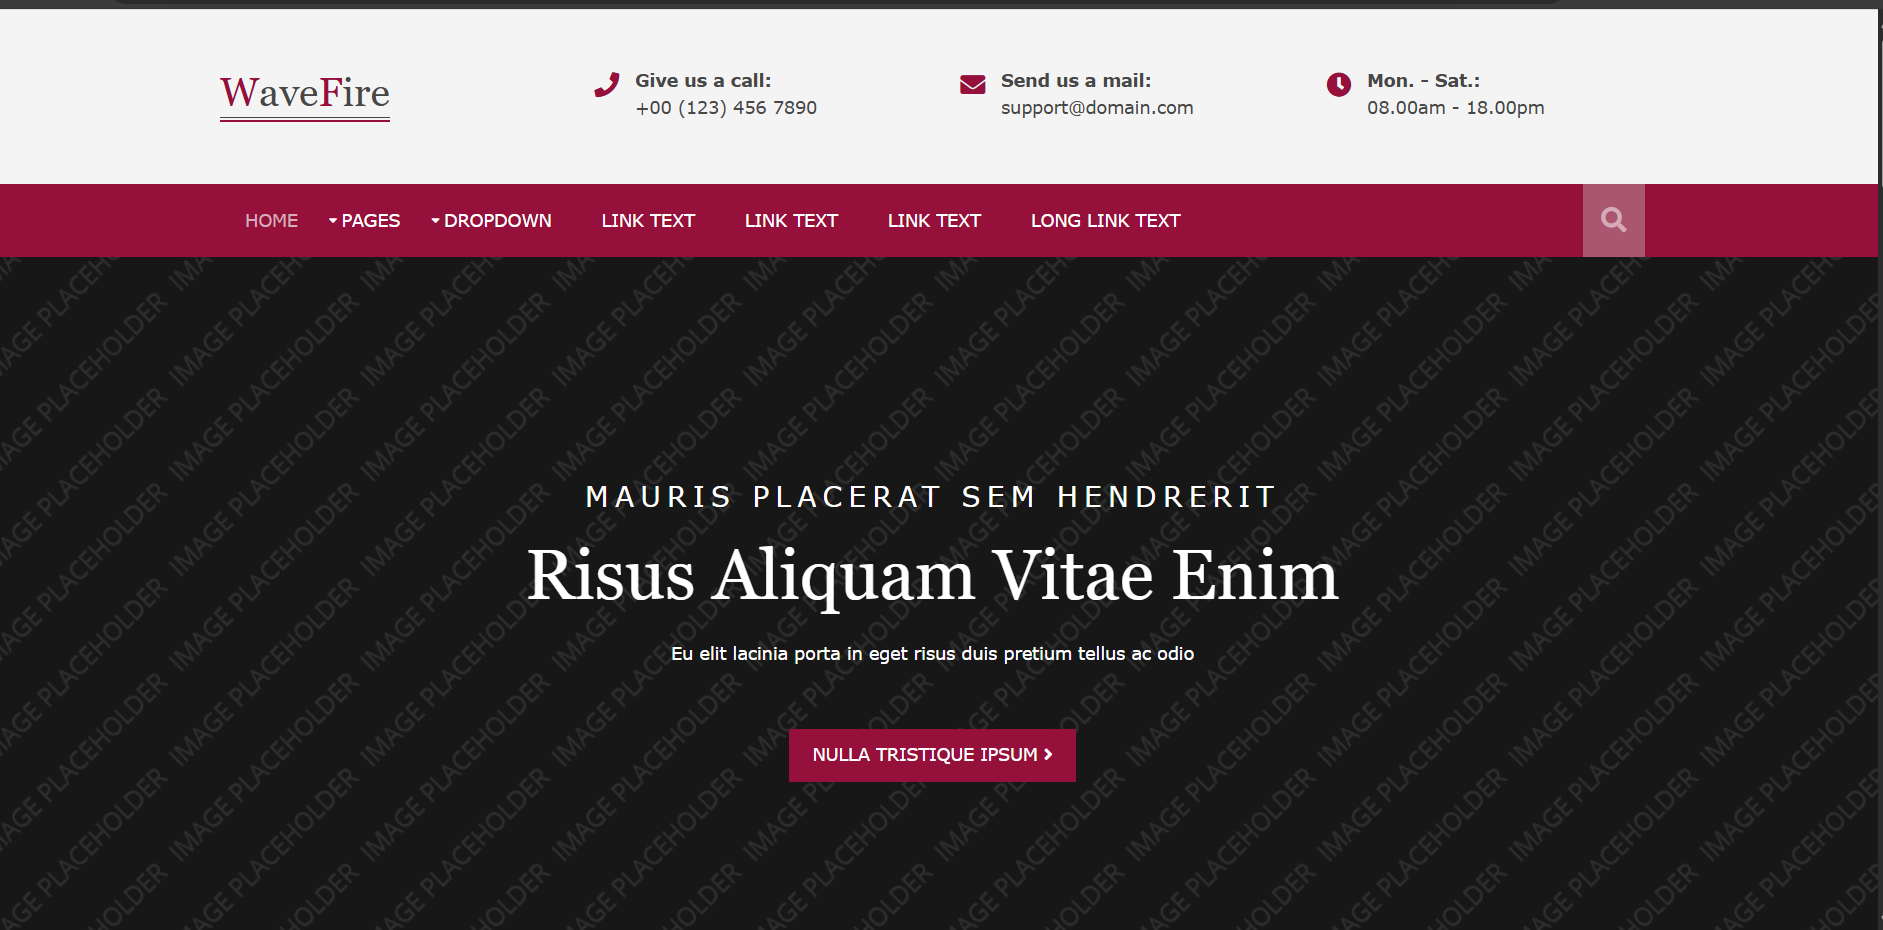 WaveFire
Give us a call:
+00 (123) 456 7890
Send us a mail:
support@domain.com
Mon. - Sat.:
08.00am - 18.00pm
HOME PAGES DROPDOWN LINK TEXT LINK TEXT LINK TEXT LONG LINK TEXT
IMAGE PLACEHOLDER
MAURIS PLACERAT SEM HENDRERIT
Risus Aliquam Vitae Enim
Eu elit lacinia porta in eget risus duis pretium tellus ac odio
NULLA TRISTIQUE IPSUM